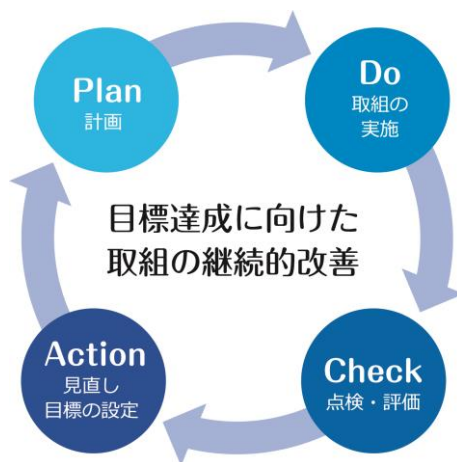 Plan
計画
Do
取組の
実施
目標達成に向けた
取組の継続的改善
Action
見直し
目標の設定
Check
点検・評価